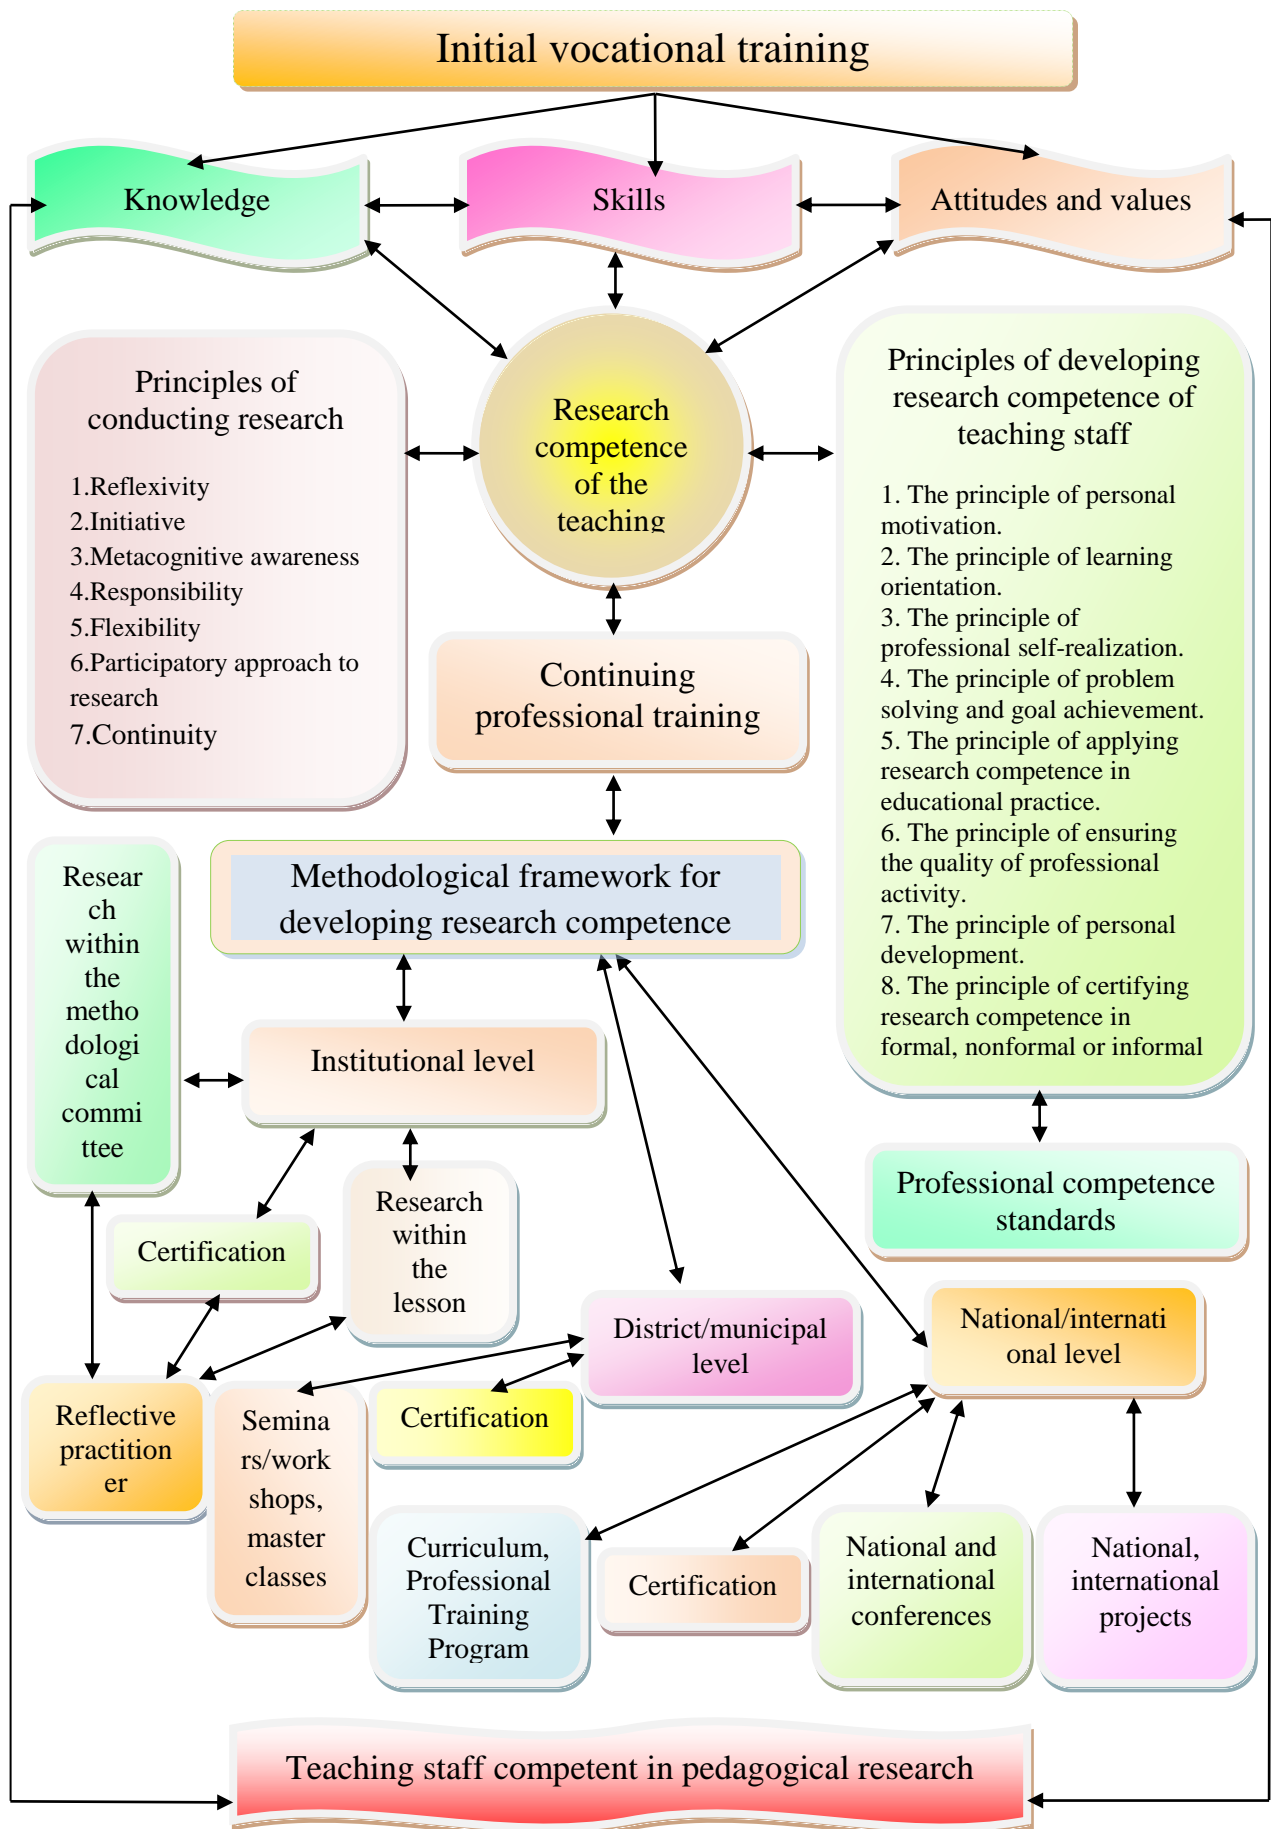 Initial vocational training
Knowledge
Skills
Attitudes and values
Principles of
conducting research
1.Reflexivity
2.Initiative
3.Metacognitive awareness
4.Responsibility
5.Flexibility
6.Participatory approach to
research
7.Continuity
Research
competence
of the
teaching
Principles of developing
research competence of
teaching staff
1. The principle of personal
motivation.
2. The principle of learning
orientation.
3. The principle of
professional self-realization.
4. The principle of problem
solving and goal achievement.
5. The principle of applying
research competence in
educational practice.
6. The principle of ensuring
the quality of professional
activity.
7. The principle of personal
development.
8. The principle of certifying
research competence in
formal, nonformal or informal
Continuing
professional training
Methodological framework for
developing research competence
Resear
ch
within
the
metho
dologi
cal
commi
ttee
Institutional level
Professional competence
standards
Certification
Research
within
the
lesson
District/municipal
level
National/internati
onal level
Reflective
practition
er
Semina
rs/work
shops,
master
classes
Certification
Curriculum,
Professional
Training
Program
Certification
National and
international
conferences
National,
international
projects
Teaching staff competent in pedagogical research